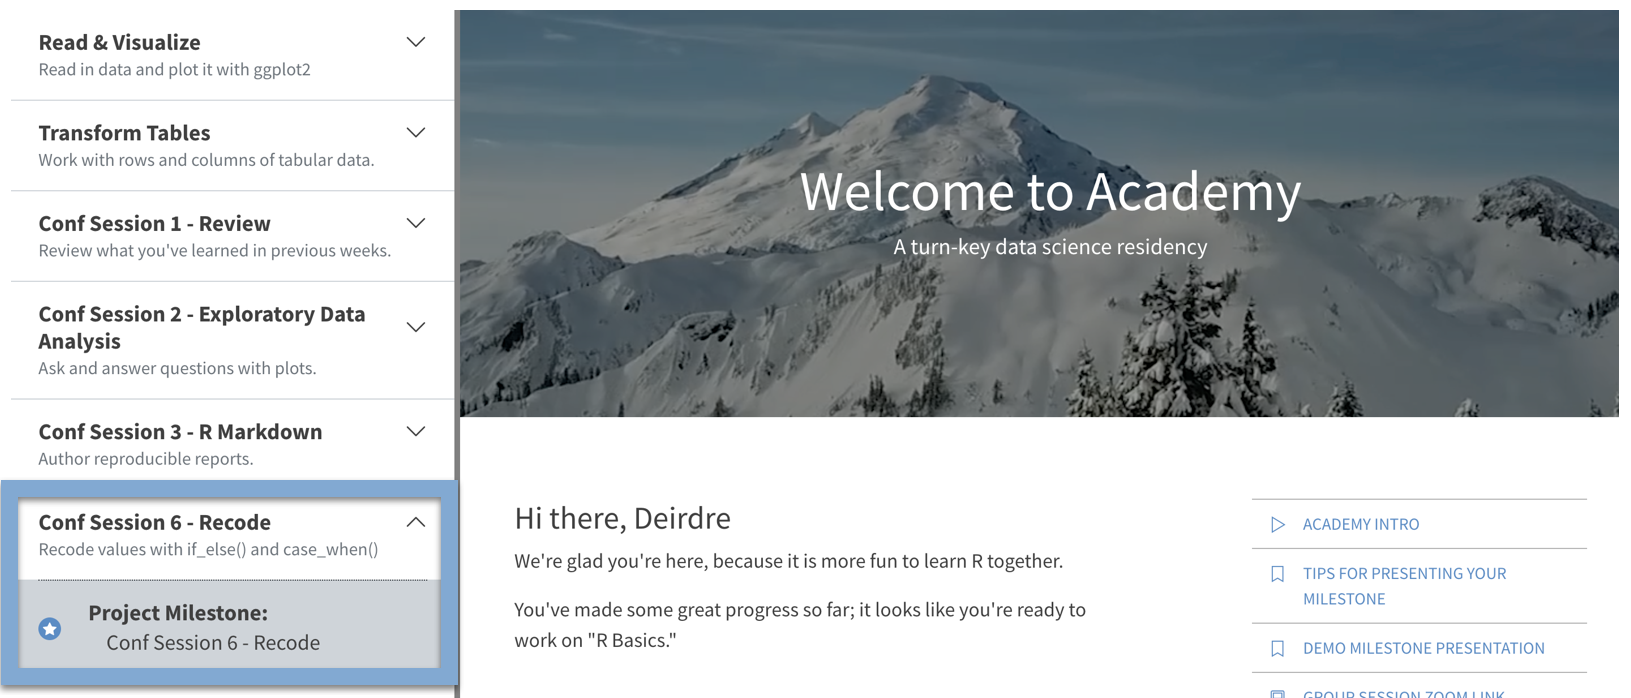 Read & Visualize
Read in data and plot it with ggplot2
Transform Tables
Work with rows and columns of tabular data.
Conf Session 1 - Review
Review what you've learned in previous weeks.
Conf Session 2 - Exploratory Data
Analysis
Ask and answer questions with plots.
Conf Session 3 - R Markdown
Author reproducible reports.
Conf Session 6 - Recode
Recode values with if_else() and case_when()
Project Milestone:
Conf Session 6 - Recode
Welcome to Academy
A turn-key data science residency
Hi there, Deirdre
We're glad you're here, because it is more fun to learn R together.
You've made some great progress so far; it looks like you're ready to
work on "R Basics."
ACADEMY INTRO
TIPS FOR PRESENTING YOUR
MILESTONE
DEMO MILESTONE PRESENTATION
GROUP SESSION ZOOM LINK